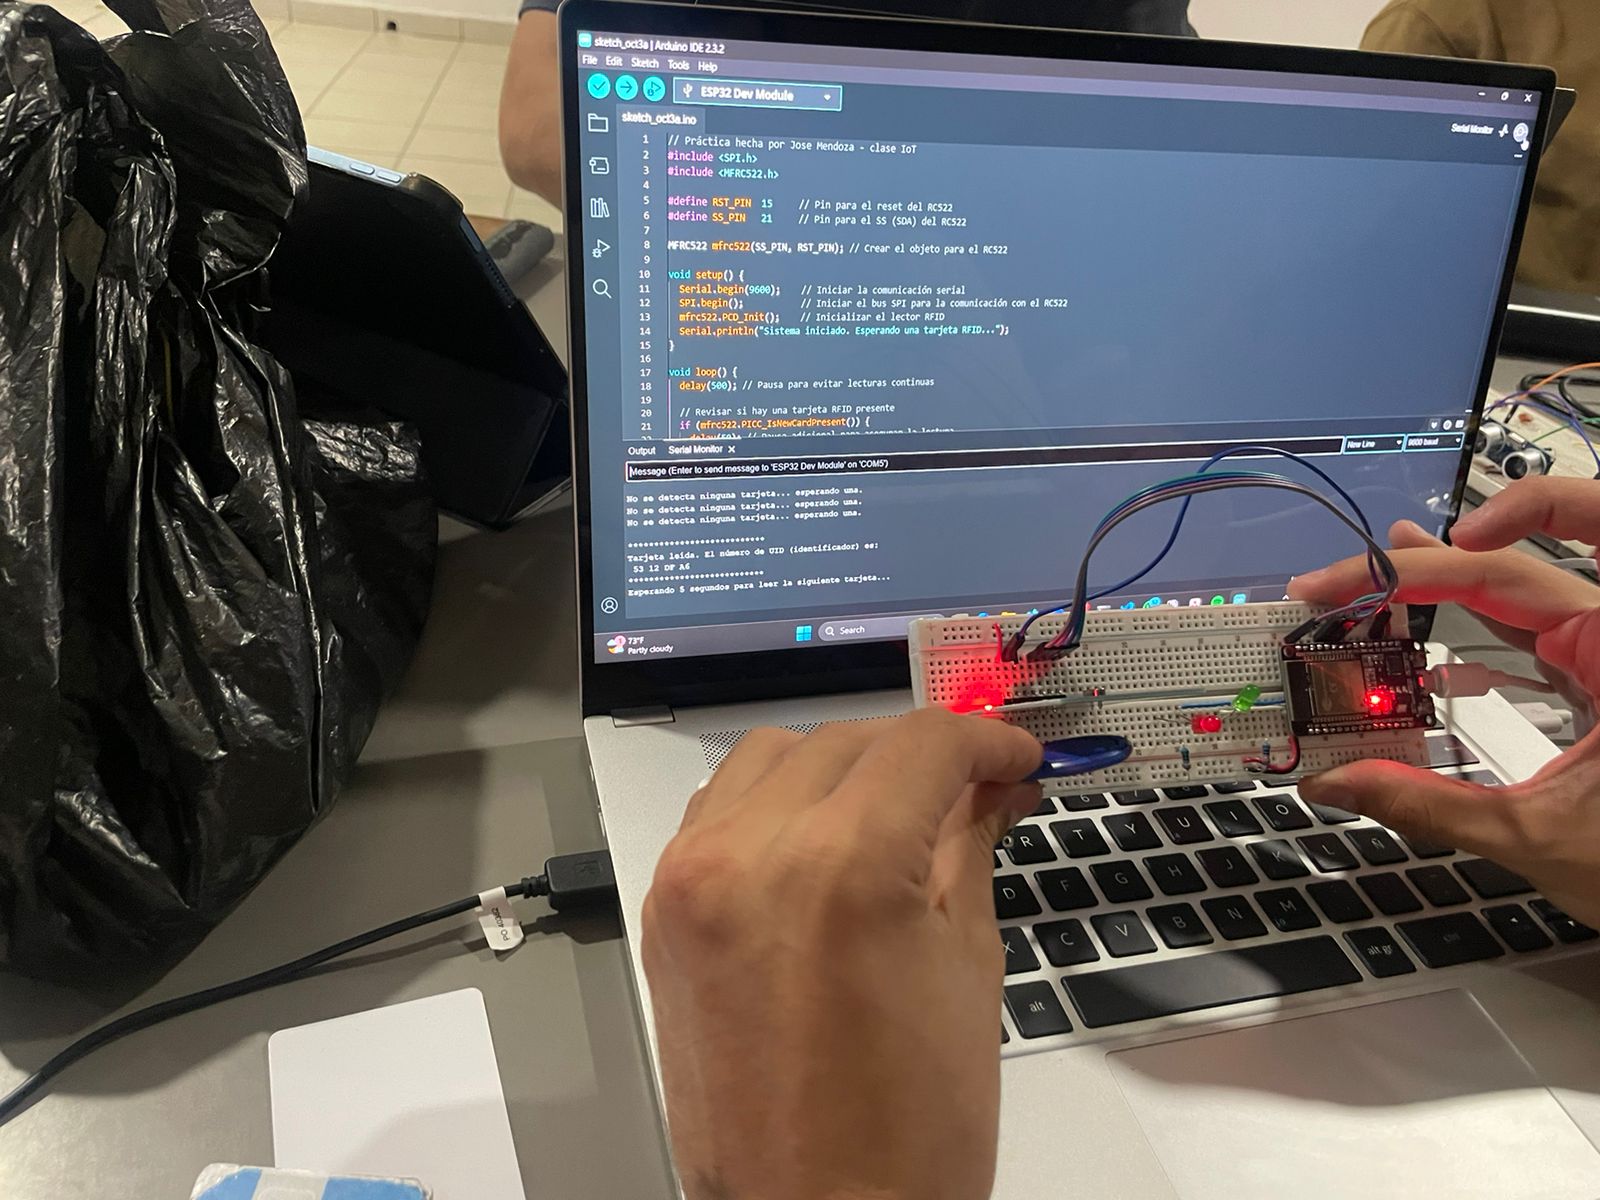 sketch_oct3a | Arduino IDE 2.3.2
File Edit Sketch Tools Help
ESP32 Dev Module
sketch_oct3a.ino
Serial Monitor
1 // Práctica hecha por Jose Mendoza - clase IoT
2 #include <SPI.h>
3 #include <MFRC522.h>
4
5 #define RST_PIN 15 // Pin para el reset del RC522
6 #define SS_PIN 21 // Pin para el SS (SDA) del RC522
7
8 MFRC522 mfrc522(SS_PIN, RST_PIN); // Crear el objeto para el RC522
9
10 void setup() {
11 Serial.begin(9600); // Iniciar la comunicación serial
12 SPI.begin(); // Iniciar el bus SPI para la comunicación con el RC522
13 mfrc522.PCD_Init(); // Inicializar el lector RFID
14 Serial.println("Sistema iniciado. Esperando una tarjeta RFID...");
15 }
16
17 void loop() {
18 delay(500); // Pausa para evitar lecturas continuas
19
20 // Revisar si hay una tarjeta RFID presente
21 if (mfrc522.PICC_IsNewCardPresent()) {
Output Serial Monitor
New Line 9600 baud
Message (Enter to send message to 'ESP32 Dev Module' on 'COM5')
No se detecta ninguna tarjeta... esperando una.
No se detecta ninguna tarjeta... esperando una.
No se detecta ninguna tarjeta... esperando una.
**************************
Tarjeta leída. El número de UID (identificador) es:
53 12 DF A6
**************************
Esperando 5 segundos para leer la siguiente tarjeta...
73°F
Partly cloudy
Search
R T Y U I O
D F G H J K L Ñ
X C V B N M
alt
alt gr